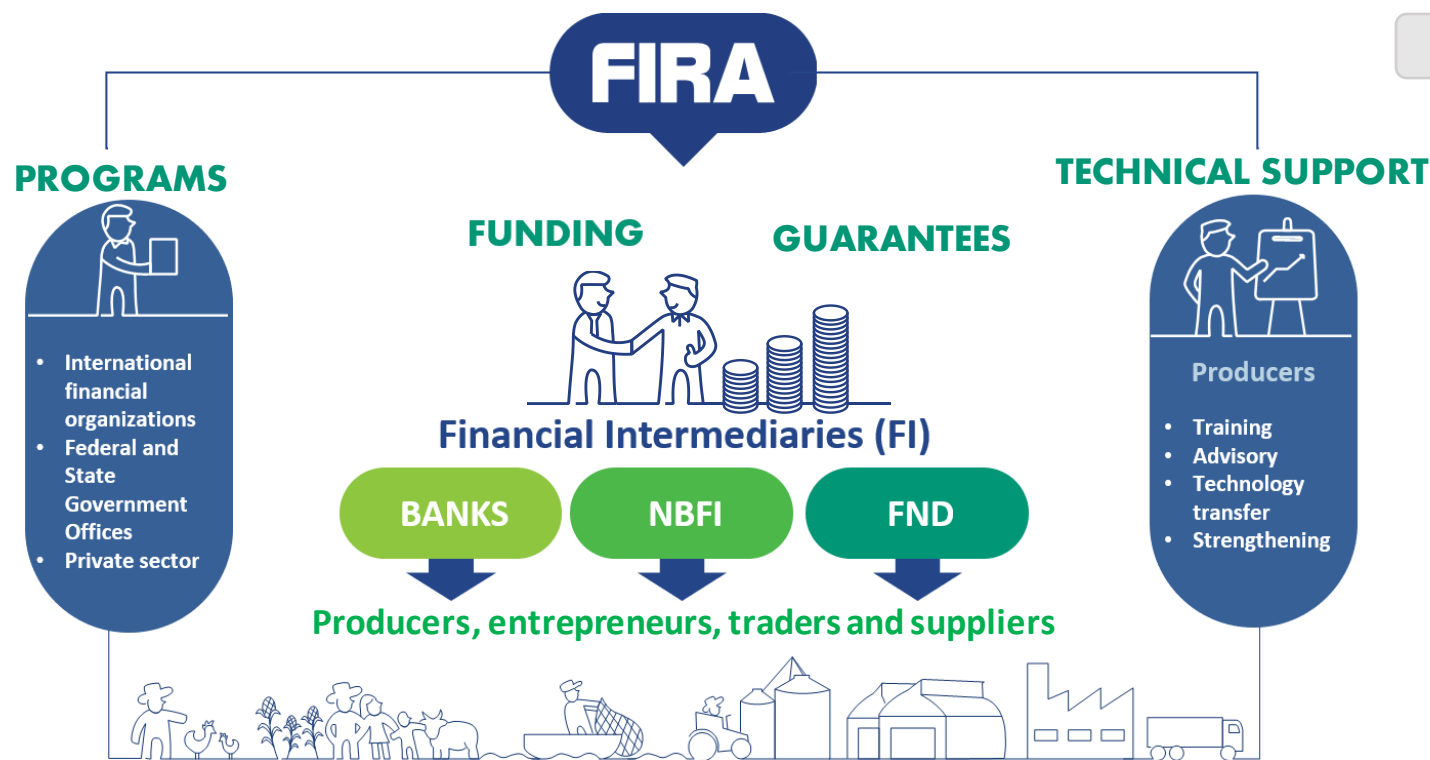 FIRA
PROGRAMS
• International
financial
organizations
• Federal and
State
Government
Offices
• Private sector
FUNDING
GUARANTEES
Financial Intermediaries (FI)
BANKS
NBFI
FND
Producers, entrepreneurs, traders and suppliers
TECHNICAL SUPPORT
Producers
• Training
• Advisory
• Technology
transfer
• Strengthening